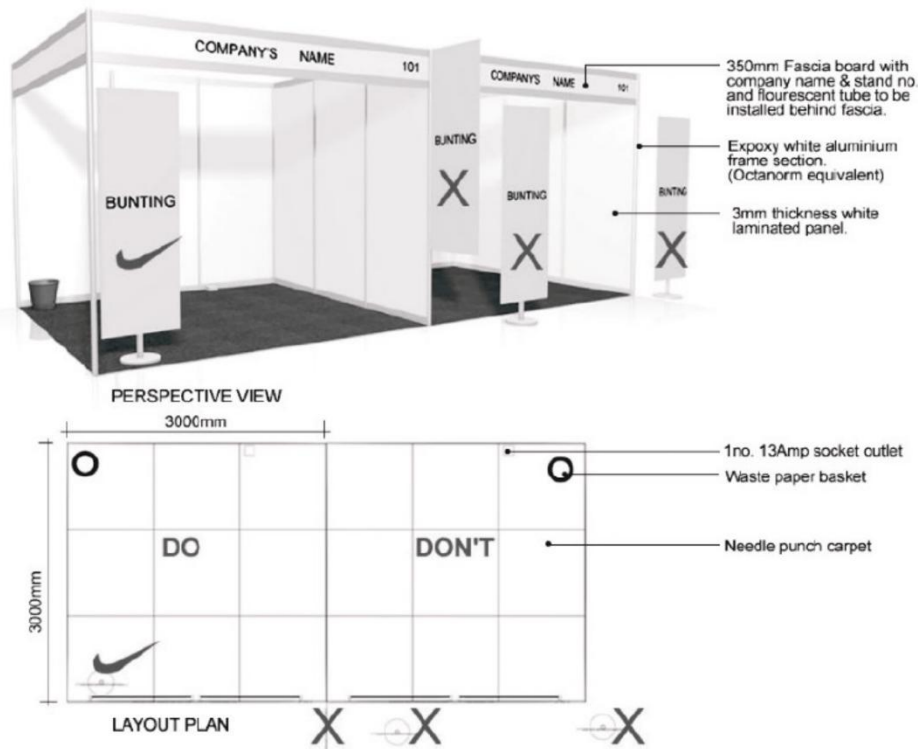 COMPANY'S NAME 101
COMPANY'S NAME 101
350mm Fascia board with
company name & stand no.
and flourescent tube to be
installed behind fascia.
BUNTING
BUNTING
BUNTING
BUNTING
X
X
X
Expoxy white aluminium
frame section.
(Octanorm equivalent)
3mm thickness white
laminated panel.
PERSPECTIVE VIEW
3000mm
3000mm
1no. 13Amp socket outlet
Waste paper basket
Needle punch carpet
DO
DON'T
LAYOUT PLAN
X
X
X